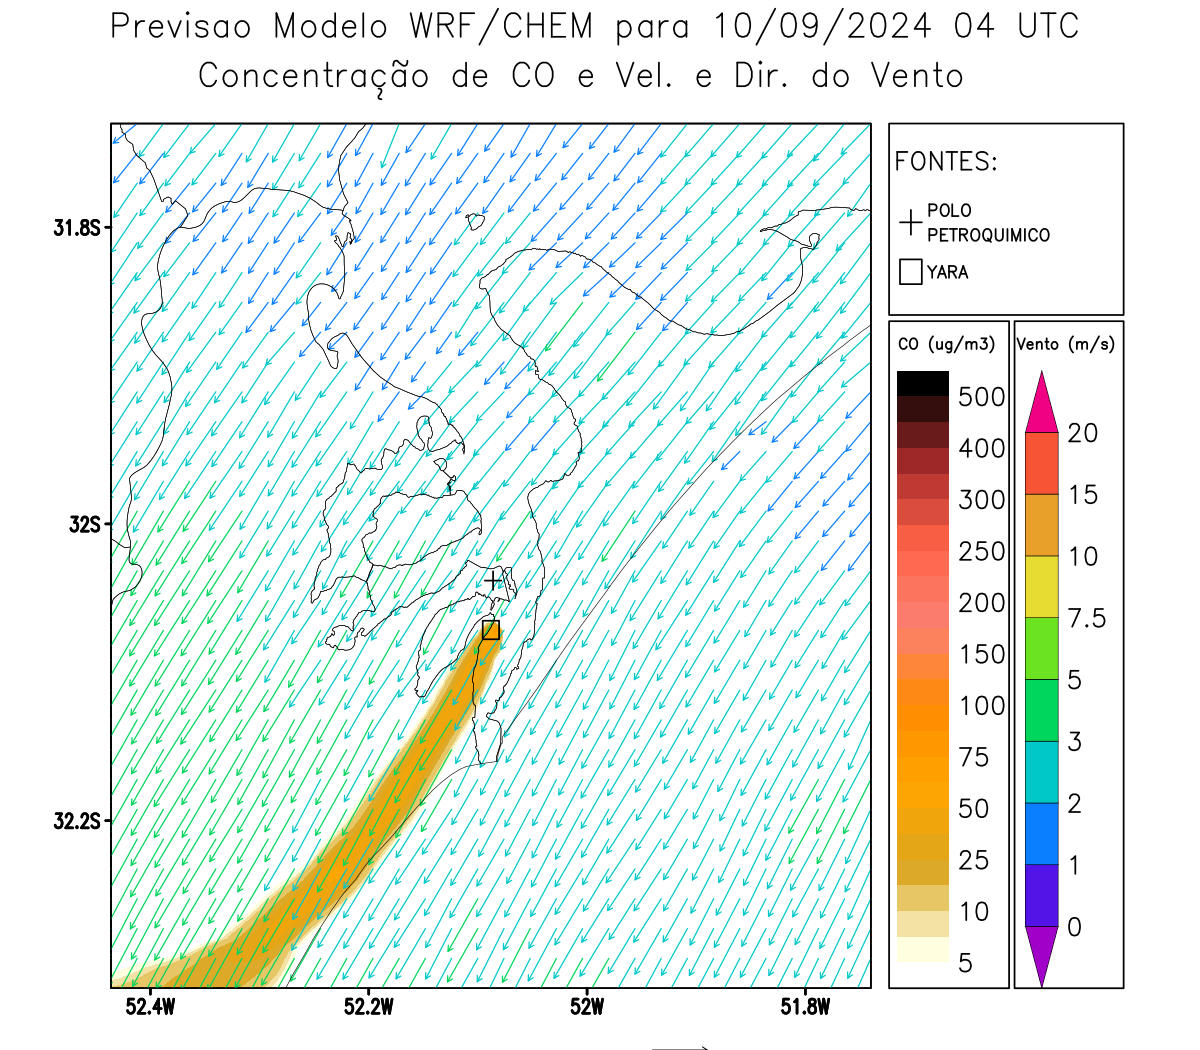 Previsao Modelo WRF/CHEM para 10/09/2024 04 UTC
Concentração de CO e Vel. e Dir. do Vento
FONTES:
POLO
PETROQUIMICO
YARA
CO (ug/m3)
500
400
300
250
200
150
100
75
50
25
10
5
Vento (m/s)
20
15
10
7.5
5
3
2
1
0
31.8S
32S
32.2S
52.4W
52.2W
52W
51.8W